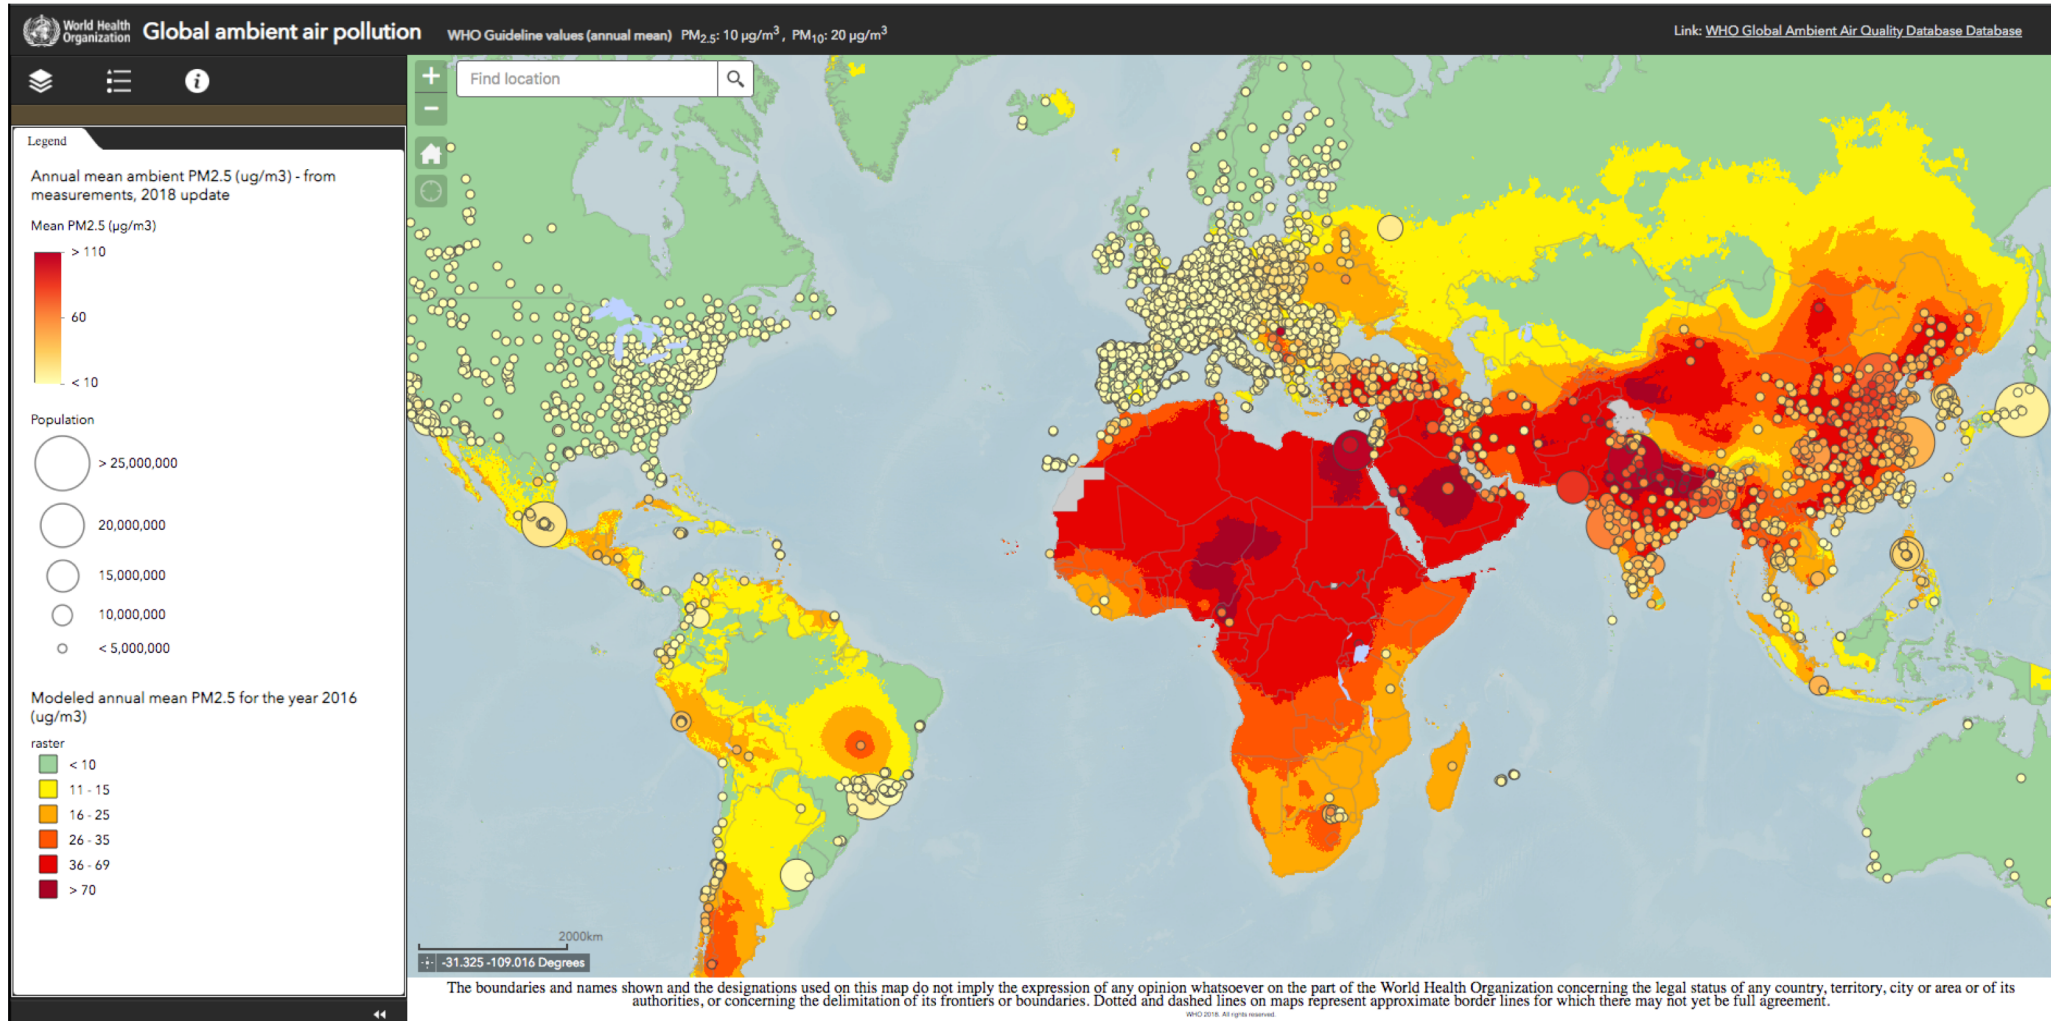 World Health
Organization
Global ambient air pollution
WHO Guideline values (annual mean) PM2.5: 10 µg/m3 , PM10: 20 µg/m3
Link: WHO Global Ambient Air Quality Database Database
Find location
Legend
Annual mean ambient PM2.5 (ug/m3) - from
measurements, 2018 update
Mean PM2.5 (µg/m3)
> 110
60
< 10
Population
> 25,000,000
20,000,000
15,000,000
10,000,000
< 5,000,000
Modeled annual mean PM2.5 for the year 2016
(ug/m3)
raster
< 10
11 - 15
16 - 25
26 - 35
36 - 69
> 70
2000km
-31.325 -109.016 Degrees
The boundaries and names shown and the designations used on this map do not imply the expression of any opinion whatsoever on the part of the World Health Organization concerning the legal status of any country, territory, city or area or of its
authorities, or concerning the delimitation of its frontiers or boundaries. Dotted and dashed lines on maps represent approximate border lines for which there may not yet be full agreement.
WHO 2018. All rights reserved.